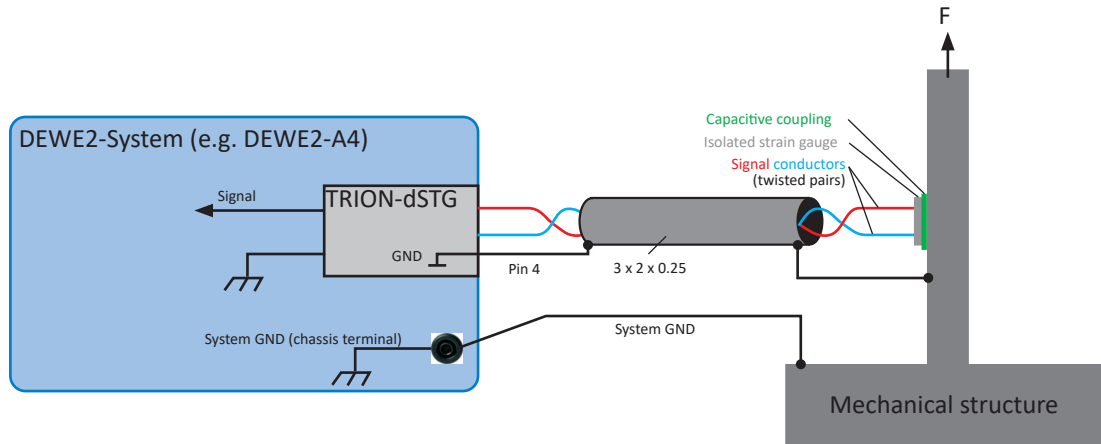 F
DEWE2-System (e.g. DEWE2-A4)
Capacitive coupling
Isolated strain gauge
Signal conductors
(twisted pairs)
Signal
TRION-dSTG
GND
Pin 4
3 x 2 x 0.25
System GND (chassis terminal)
System GND
Mechanical structure